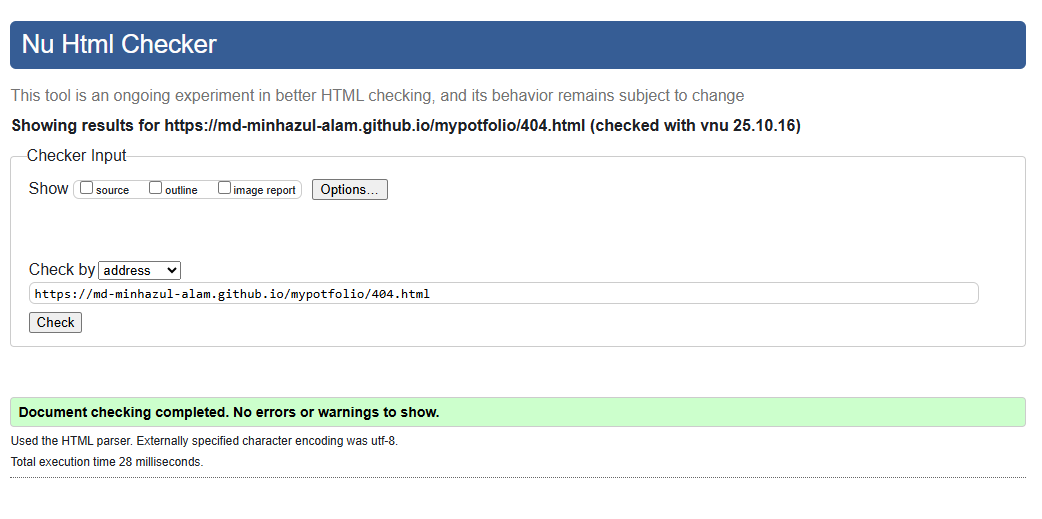 Nu Html Checker
This tool is an ongoing experiment in better HTML checking, and its behavior remains subject to change
Showing results for https://md-minhazul-alam.github.io/mypotfolio/404.html (checked with vnu 25.10.16)
Checker Input
Show source outline image report Options...
Check by address
https://md-minhazul-alam.github.io/mypotfolio/404.html
Check
Document checking completed. No errors or warnings to show.
Used the HTML parser. Externally specified character encoding was utf-8.
Total execution time 28 milliseconds.